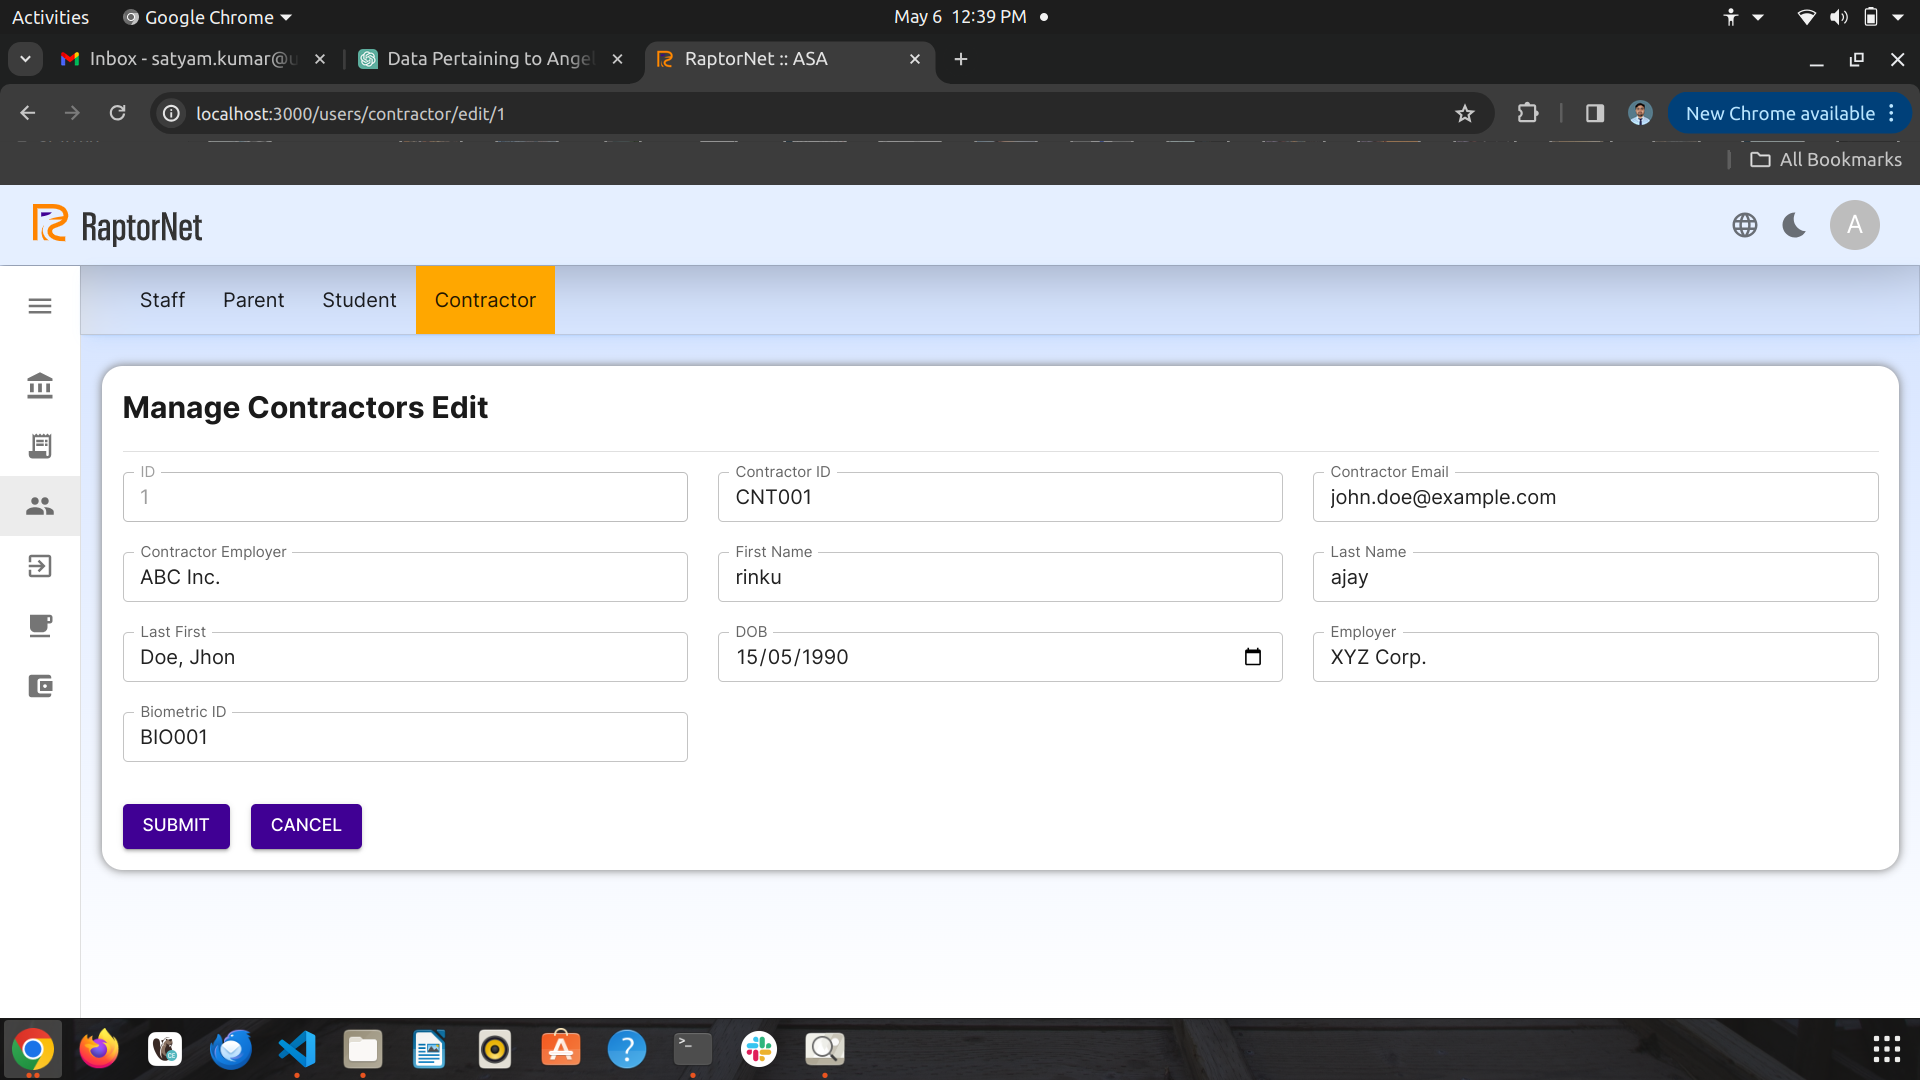 Activities Google Chrome May 6 12:39 PM
Inbox - satyam.kumar@u Data Pertaining to Angel RaptorNet :: ASA
localhost:3000/users/contractor/edit/1 New Chrome available
All Bookmarks
RaptorNet A
Staff Parent Student Contractor
Manage Contractors Edit
ID Contractor ID Contractor Email
1 CNT001 john.doe@example.com
Contractor Employer First Name Last Name
ABC Inc. rinku ajay
Last First DOB Employer
Doe, Jhon 15/05/1990 XYZ Corp.
Biometric ID
BIO001
SUBMIT CANCEL